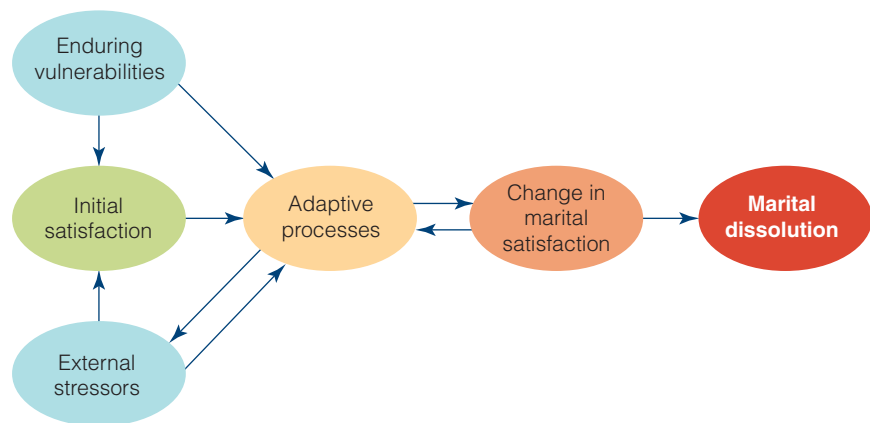 Enduring
vulnerabilities
Initial
satisfaction
Adaptive
processes
Change in
marital
satisfaction
Marital
dissolution
External
stressors